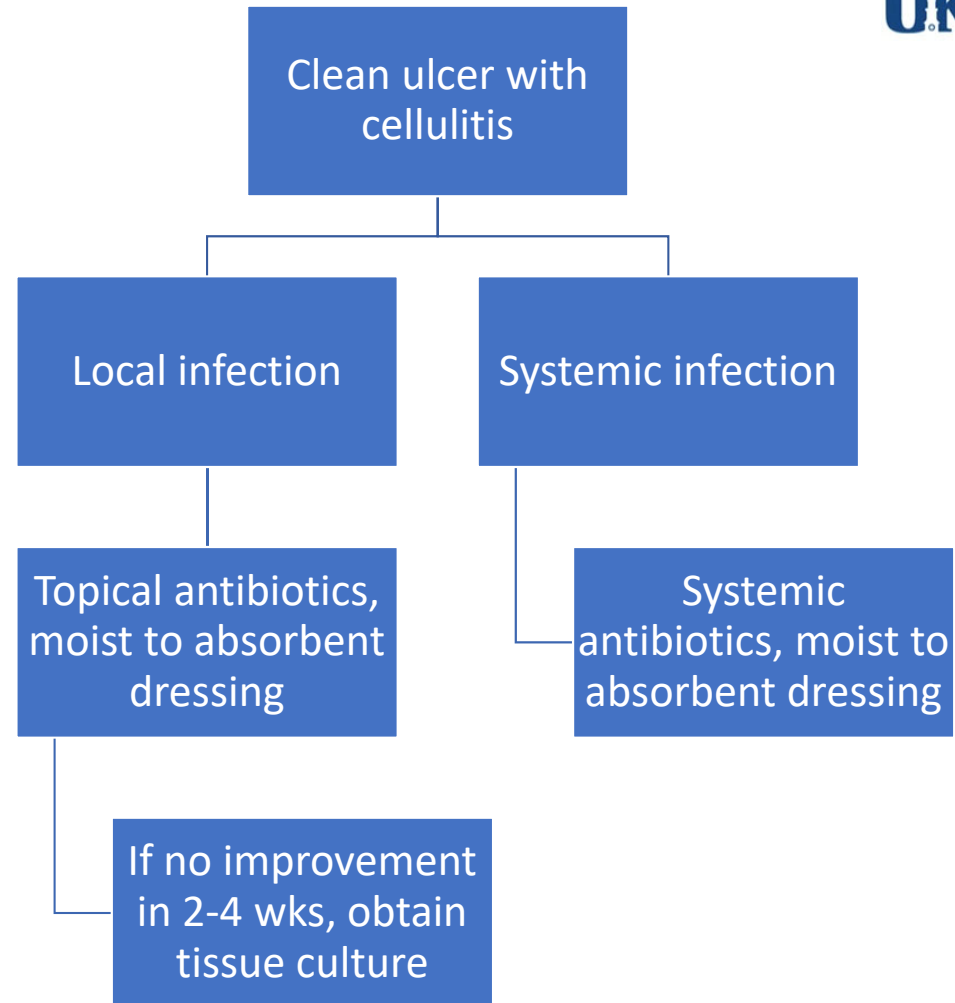 Clean ulcer with
cellulitis
Local infection
Systemic infection
Topical antibiotics,
moist to absorbent
dressing
Systemic
antibiotics, moist to
absorbent dressing
If no improvement
in 2-4 wks, obtain
tissue culture